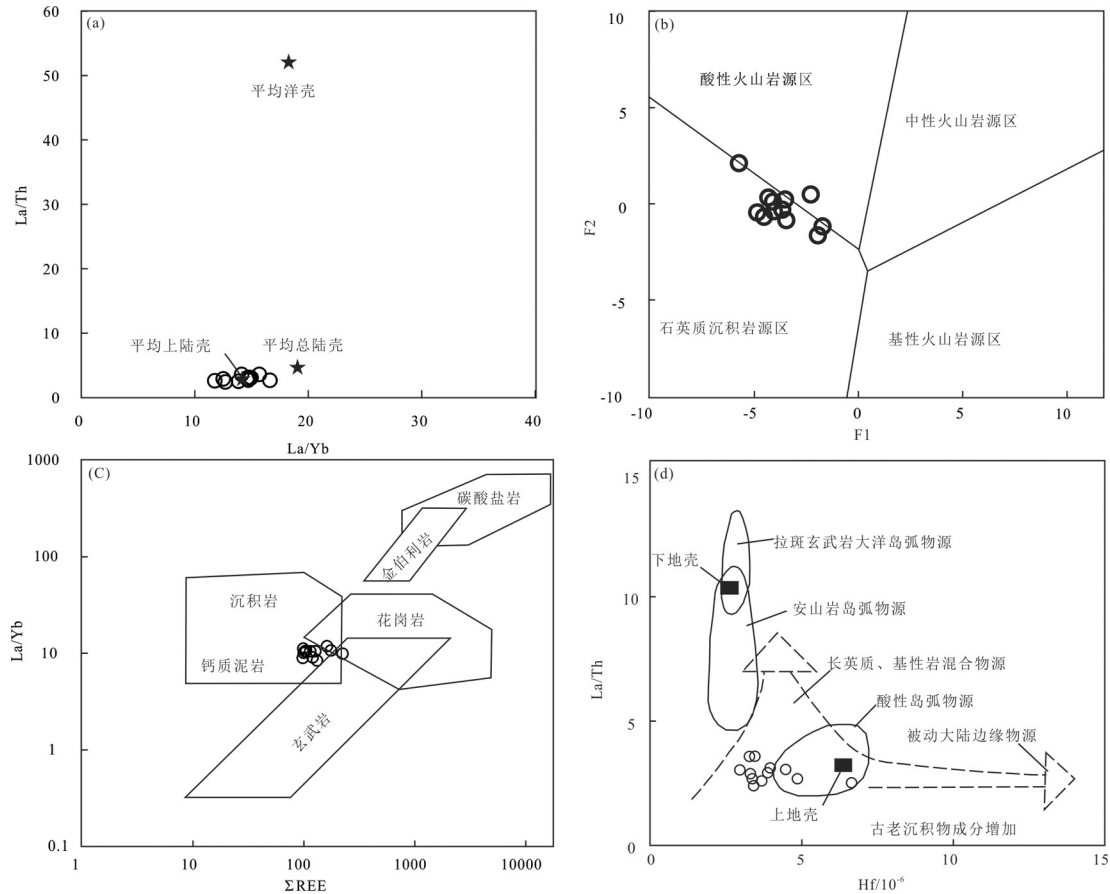 (a)
60
50
40
30
20
10
0
La/Th
平均洋壳
平均上陆壳
平均总陆壳
0
10
20
30
40
La/Yb
(b)
10
5
0
-5
-10
F2
酸性火山岩源区
中性火山岩源区
石英质沉积岩源区
基性火山岩源区
-10
-5
0
5
10
F1
(C)
1000
100
10
1
0.1
La/Yb
碳酸盐岩
金伯利岩
沉积岩
花岗岩
钙质泥岩
玄武岩
1
10
100
1000
10000
ΣREE
(d)
15
10
5
0
La/Th
拉斑玄武岩大洋岛弧物源
下地壳
安山岩岛弧物源
长英质、基性岩混合物源
酸性岛弧物源
被动大陆边缘物源
上地壳
古老沉积物成分增加
0
5
10
15
Hf/10⁻⁶